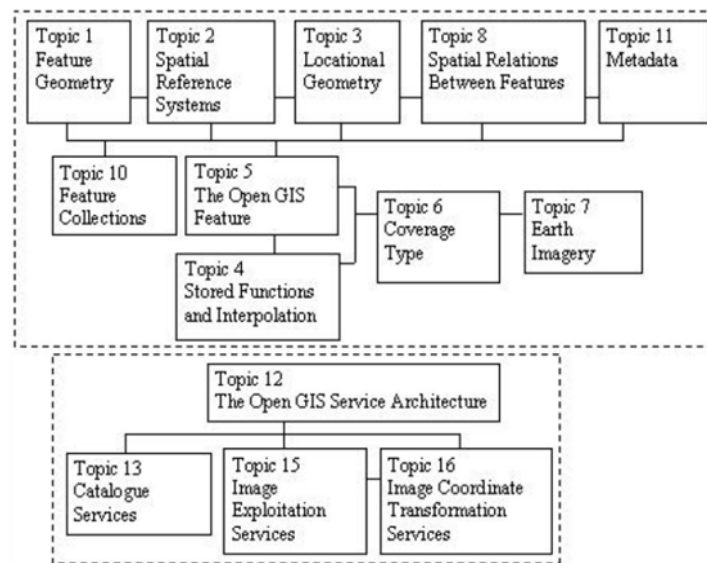 Topic 1
Feature
Geometry
Topic 2
Spatial
Reference
Systems
Topic 3
Locational
Geometry
Topic 8
Spatial Relations
Between Features
Topic 11
Metadata
Topic 10
Feature
Collections
Topic 5
The Open GIS
Feature
Topic 6
Coverage
Type
Topic 7
Earth
Imagery
Topic 4
Stored Functions
and Interpolation
Topic 12
The Open GIS Service Architecture
Topic 13
Catalogue
Services
Topic 15
Image
Exploitation
Services
Topic 16
Image Coordinate
Transformation
Services